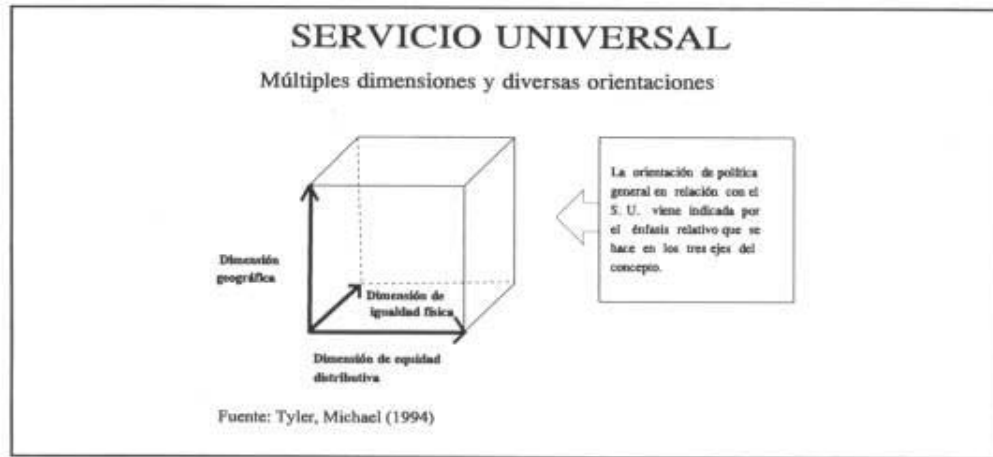 SERVICIO UNIVERSAL
Múltiples dimensiones y diversas orientaciones
La orientación de política
general en relación con el
S. U. viene indicada por
el énfasis relativo que se
hace en los tres ejes del
concepto.
Dimensión
geográfica
Dimensión de
igualdad física
Dimensión de equidad
distributiva
Fuente: Tyler, Michael (1994)